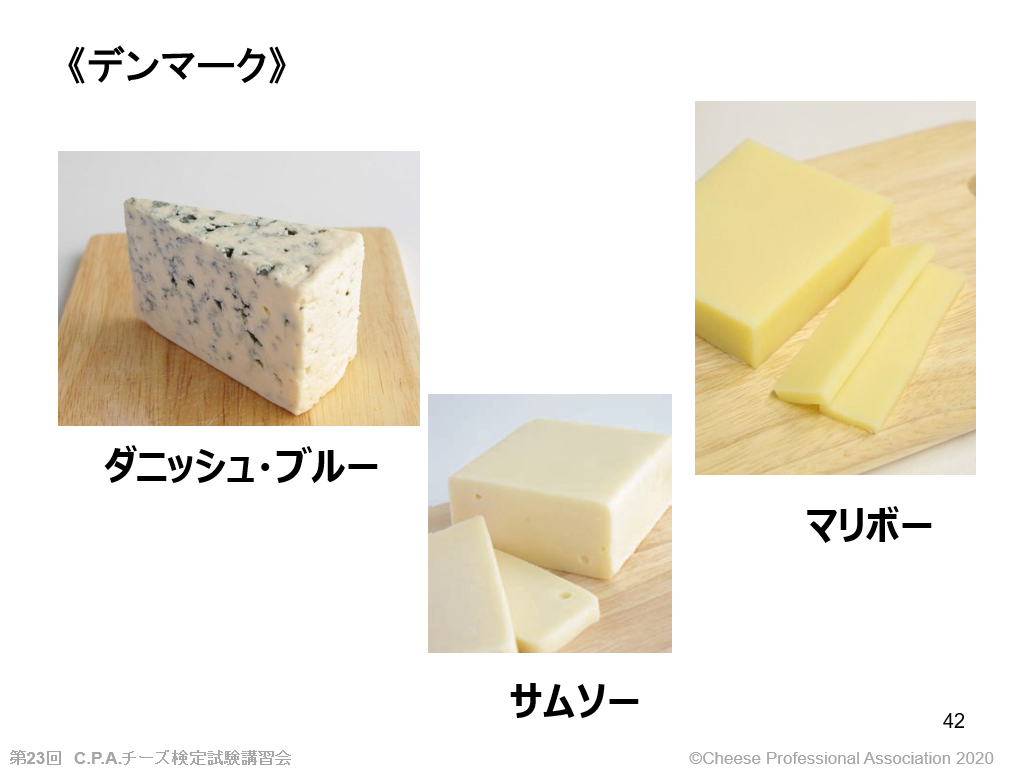 《デンマーク》
ダニッシュ・ブルー
マリボー
サムソー
42
第23回 C.P.A.チーズ検定試験講習会
©Cheese Professional Association 2020